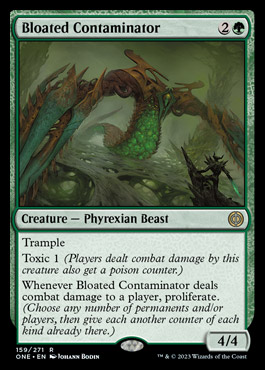 Bloated Contaminator 2
Creature — Phyrexian Beast
Trample
Toxic 1 (Players dealt combat damage by this
creature also get a poison counter.)
Whenever Bloated Contaminator deals
combat damage to a player, proliferate.
(Choose any number of permanents and/or
players, then give each another counter of each
kind already there.)
4/4
159/271 R
ONE • EN Johann Bodin
™ & © 2023 Wizards of the Coast